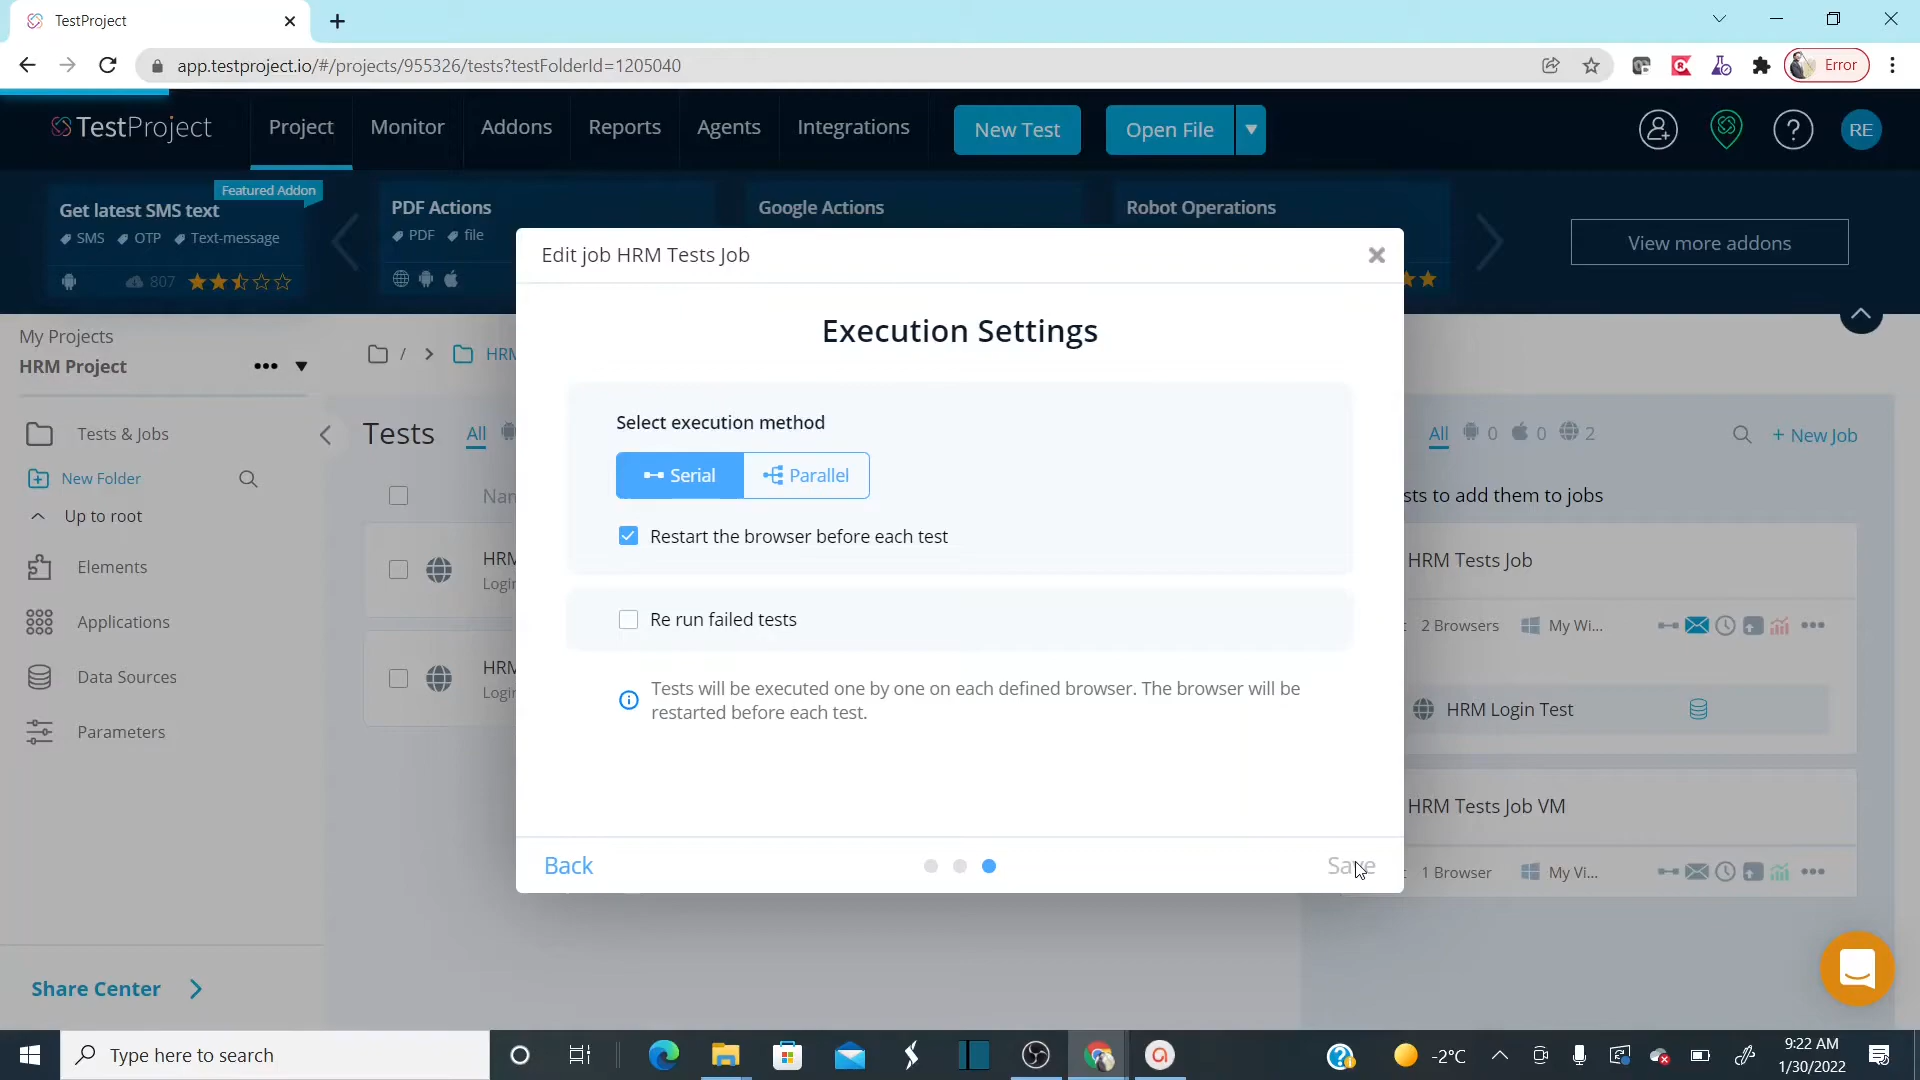 TestProject
app.testproject.io/#/projects/955326/tests?testFolderId=1205040
Error
TestProject
Project
Monitor
Addons
Reports
Agents
Integrations
New Test
Open File
RE
Featured Addon
Get latest SMS text
SMS OTP Text-message
807
PDF Actions
PDF file
Google Actions
Robot Operations
View more addons
My Projects
HRM Project
Tests & Jobs
New Folder
Up to root
Elements
Applications
Data Sources
Parameters
Share Center
/ > HRM
Tests All
HRM
Login
HRM
Login
Edit job HRM Tests Job
Execution Settings
Select execution method
Serial Parallel
Restart the browser before each test
Re run failed tests
Tests will be executed one by one on each defined browser. The browser will be
restarted before each test.
Back
Save
All 0 0 2 + New Job
to add them to jobs
HRM Tests Job
2 Browsers My Wi...
HRM Login Test
HRM Tests Job VM
1 Browser My Vi...
Type here to search
-2°C
9:22 AM
1/30/2022